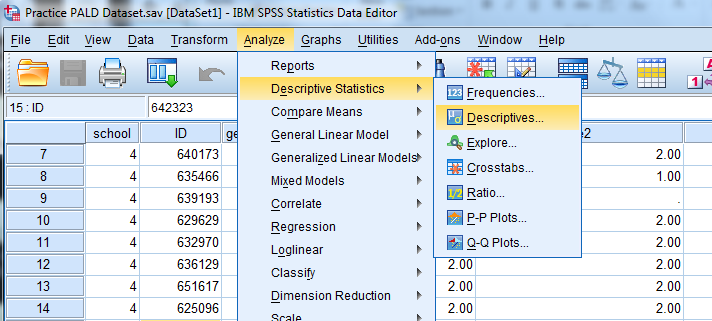 Practice PALD Dataset.sav [DataSet1] - IBM SPSS Statistics Data Editor
File Edit View Data Transform Analyze Graphs Utilities Add-ons Window Help
15 : ID 642323
Reports
Descriptive Statistics
Compare Means
General Linear Model
Generalized Linear Models
Mixed Models
Correlate
Regression
Loglinear
Classify
Dimension Reduction
Scale
123 Frequencies...
Descriptives...
Explore...
Crosstabs...
1/2 Ratio...
P-P Plots...
Q-Q Plots...
school ID ge e2
7 4 640173 2.00
8 4 635466 1.00
9 4 639193 .
10 4 629629 2.00
11 4 632970 2.00
12 4 636129 2.00 2.00
13 4 651617 2.00 2.00
14 4 625096 2.00 2.00